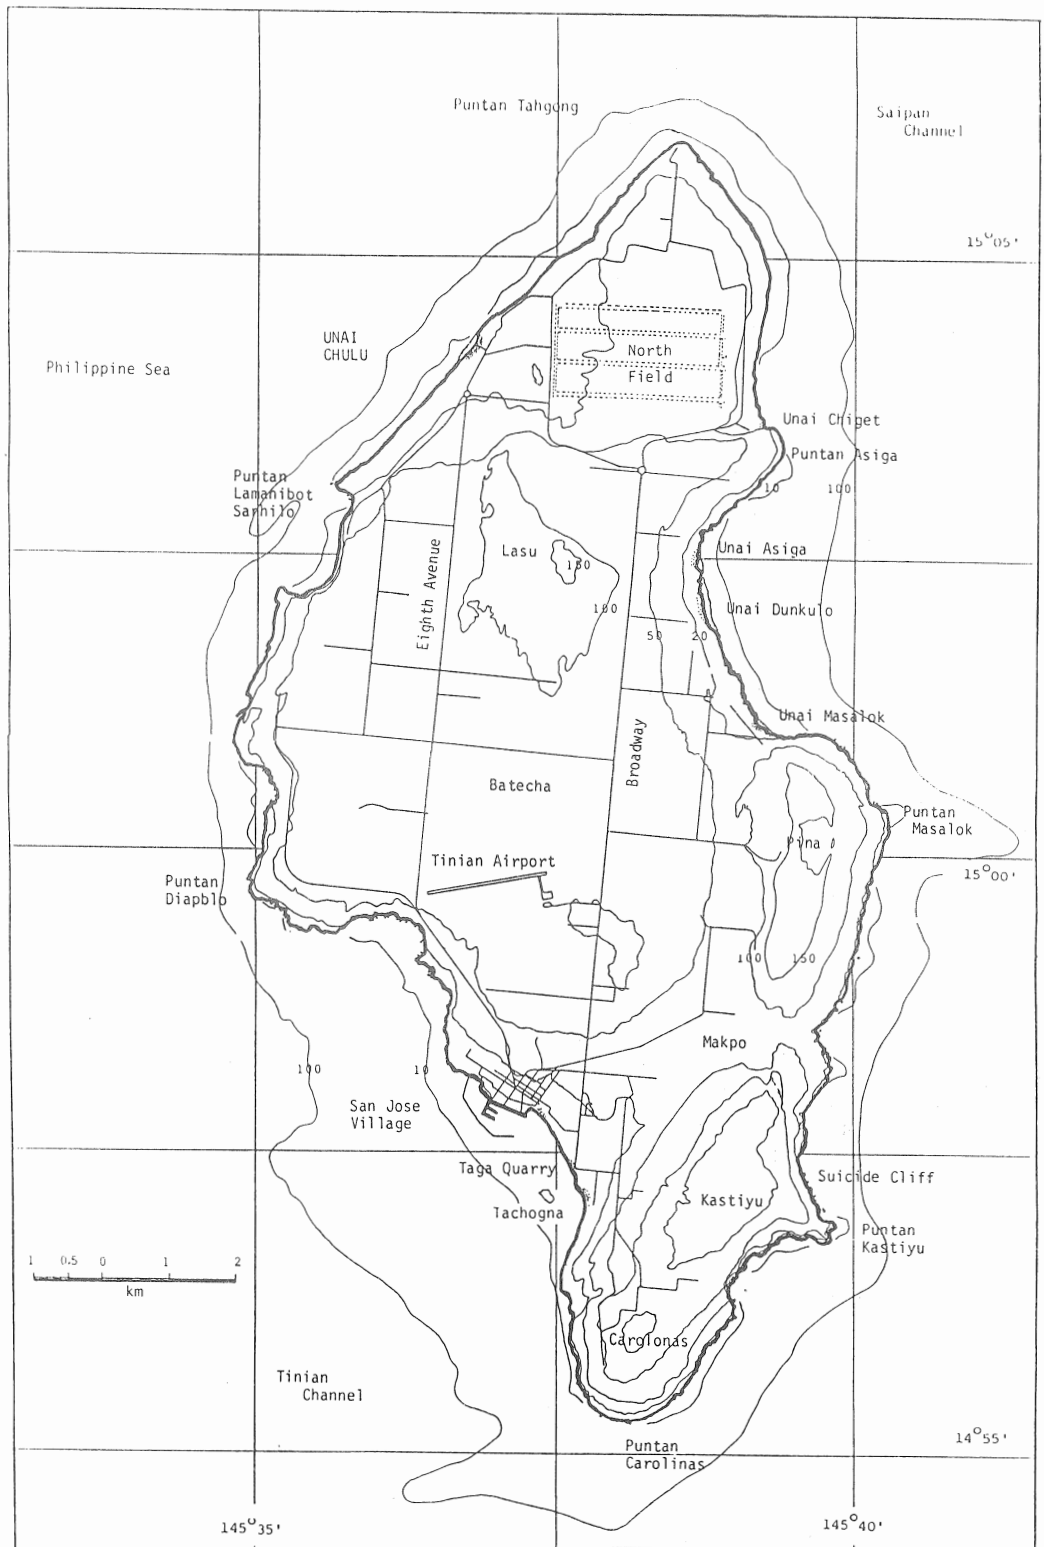 Puntan Tahgong
Saipan
Channel
15°05'
UNAI
CHULU
Philippine Sea
North
Field
Unai Chiget
Puntan Asiga
10
100
Puntan
Lamanibot
Sanhilo
Lasu
150
Eighth Avenue
Unai Asiga
100
Unai Dunkulo
50
20
Unai Masalok
Broadway
Batecha
Puntan
Masalok
Pina
Tinian Airport
15°00'
Puntan
Diapblo
100
150
Makpo
100
10
San Jose
Village
Taga Quarry
Suicide Cliff
Kastiyu
Tachogna
Puntan
Kastiyu
1 0.5 0 1 2
km
Carolonas
Tinian
Channel
Puntan
Carolinas
14°55'
145°35'
145°40'